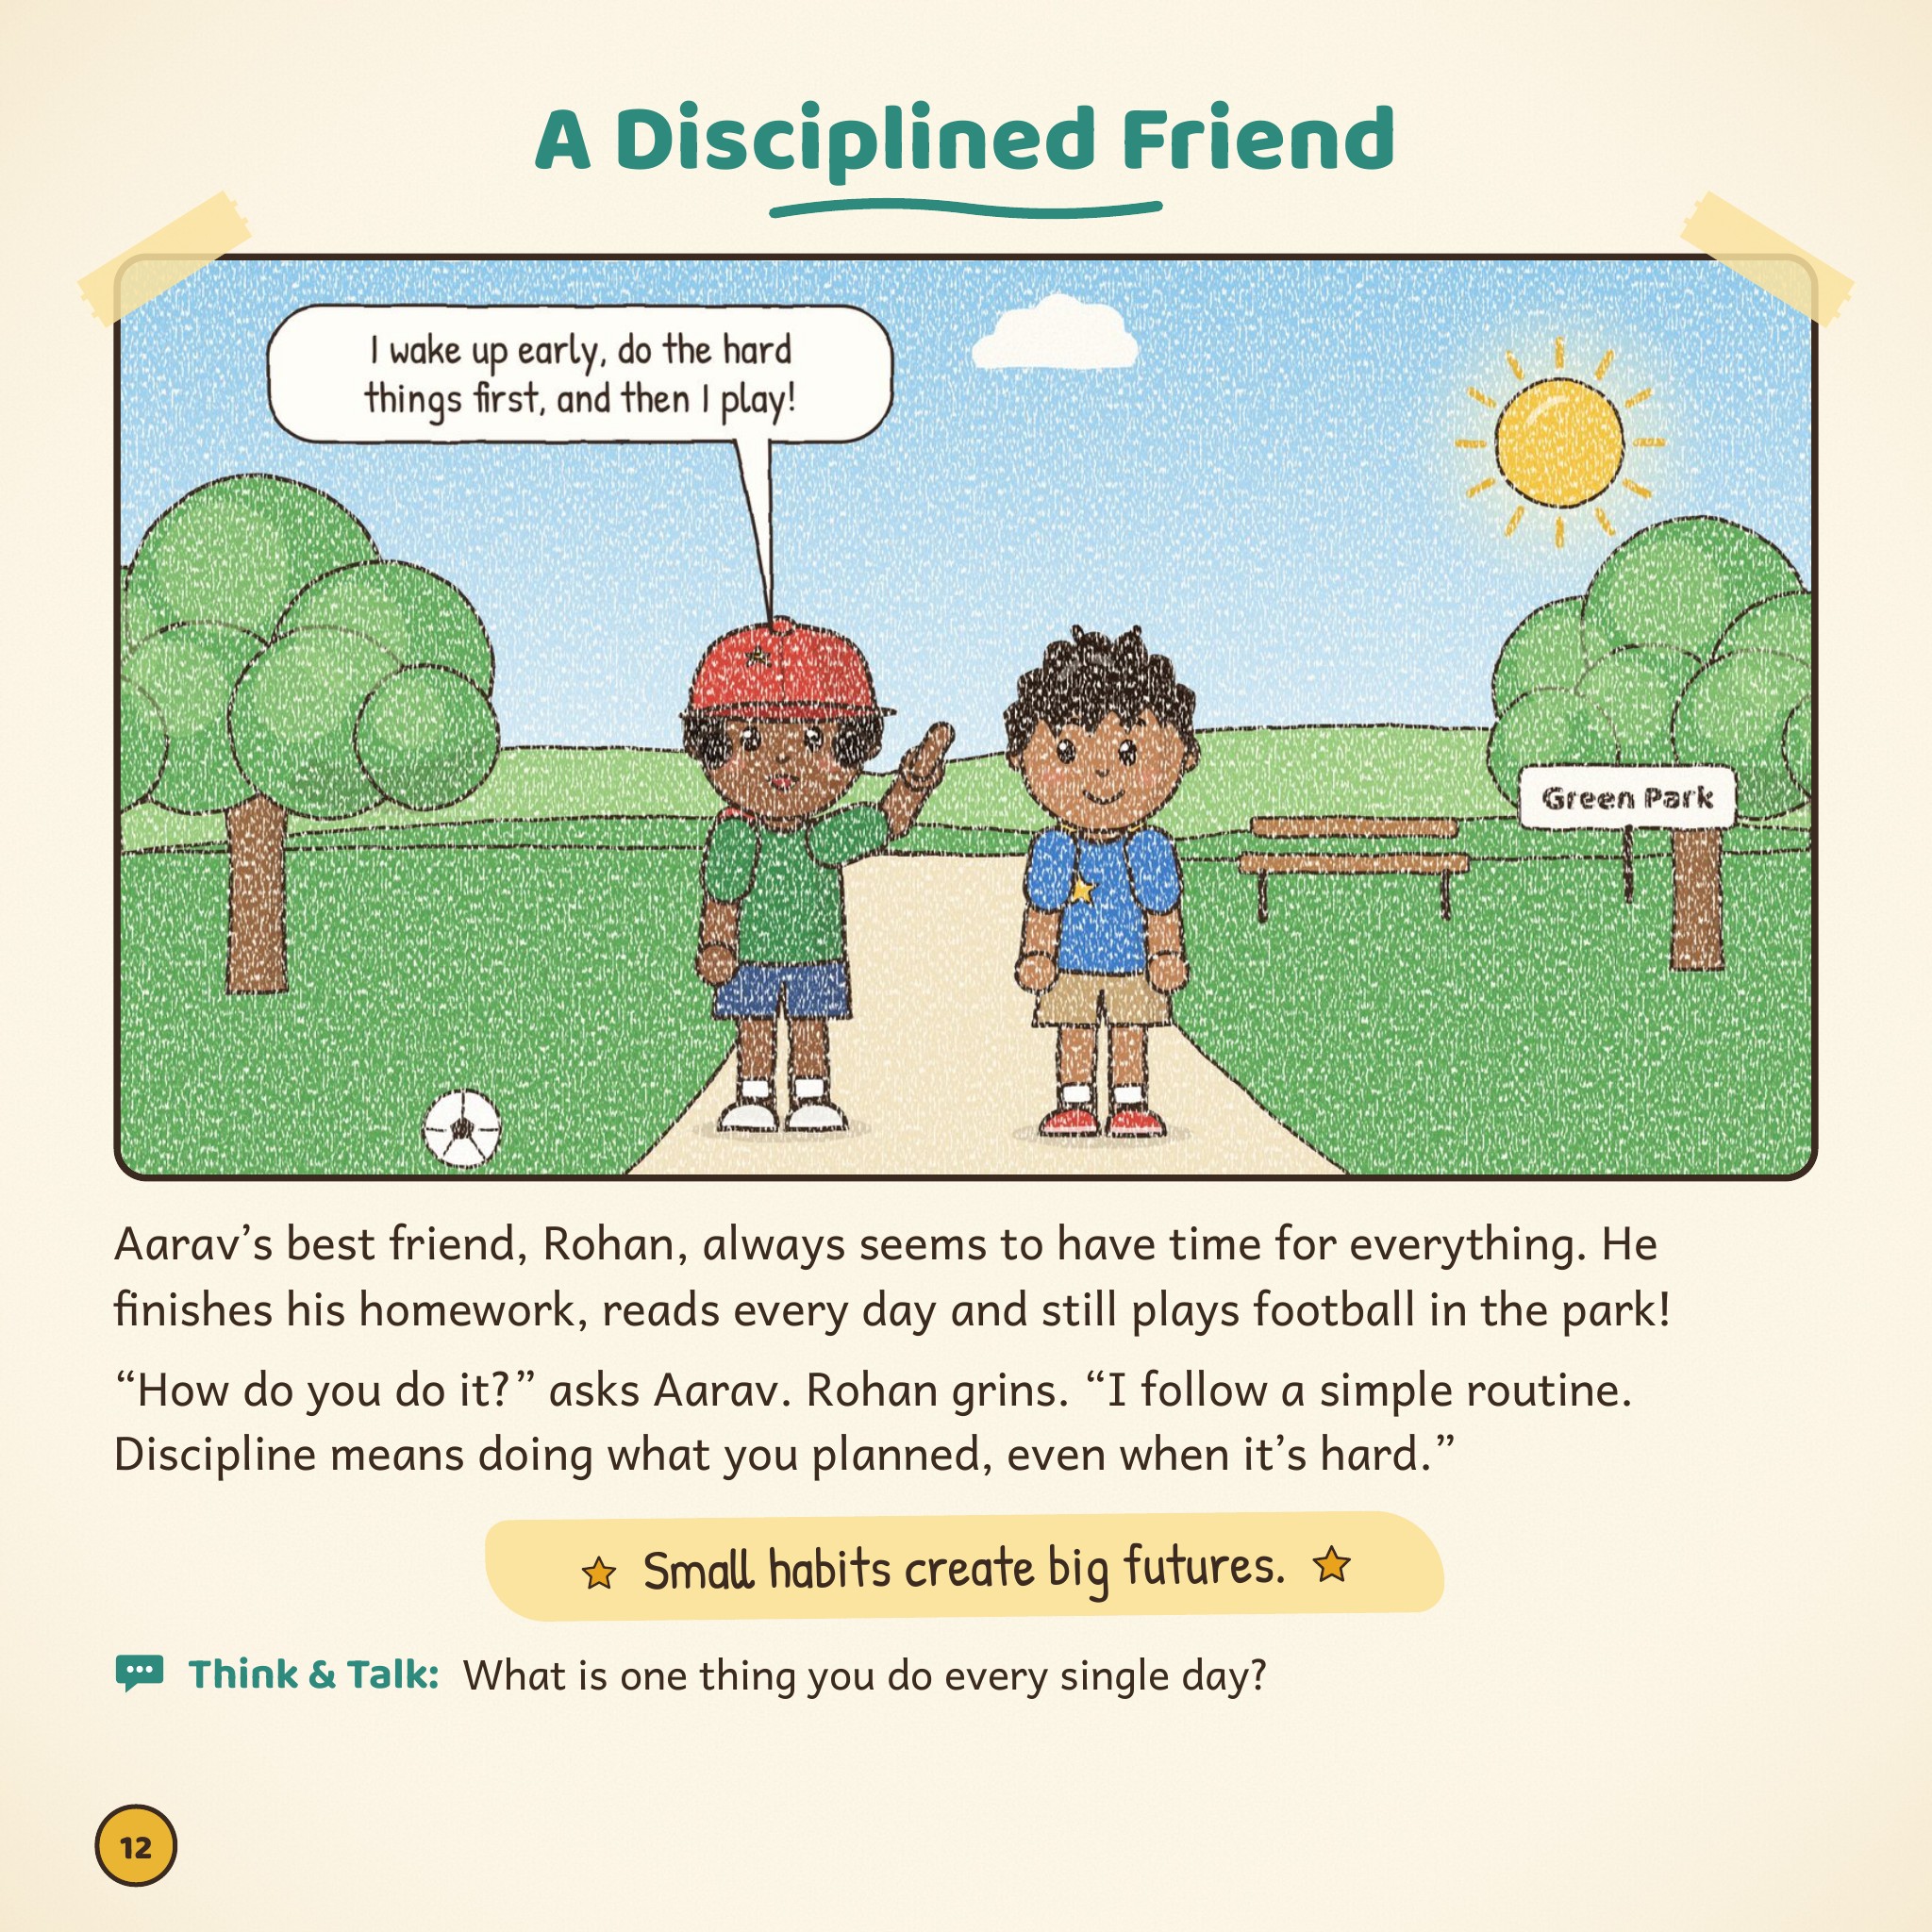 A Disciplined Friend
I wake up early, do the hard
things first, and then I play!
Green Park
Aarav’s best friend, Rohan, always seems to have time for everything. He
finishes his homework, reads every day and still plays football in the park!
“How do you do it?” asks Aarav. Rohan grins. “I follow a simple routine.
Discipline means doing what you planned, even when it’s hard.”
Small habits create big futures.
Think & Talk: What is one thing you do every single day?
12